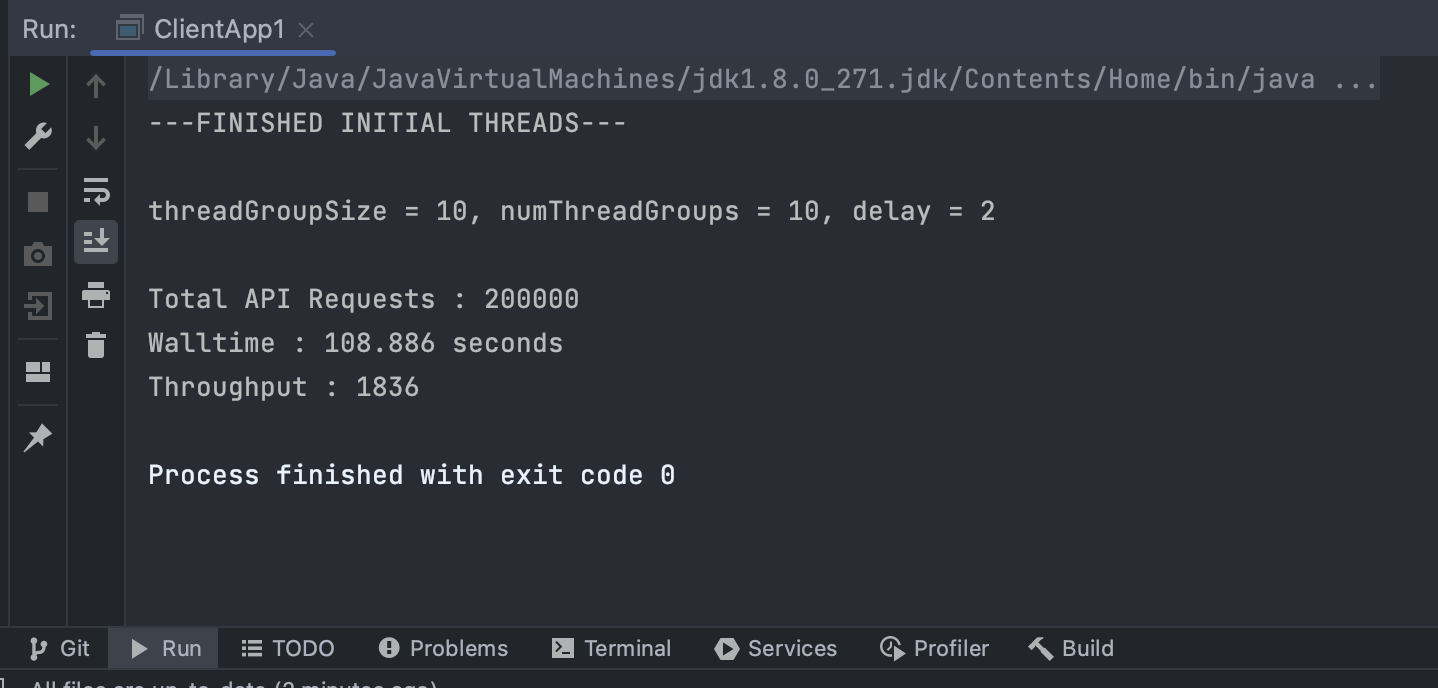 Run: ClientApp1
/Library/Java/JavaVirtualMachines/jdk1.8.0_271.jdk/Contents/Home/bin/java ...
---FINISHED INITIAL THREADS---
threadGroupSize = 10, numThreadGroups = 10, delay = 2
Total API Requests : 200000
Walltime : 108.886 seconds
Throughput : 1836
Process finished with exit code 0
Git Run TODO Problems Terminal Services Profiler Build
All files are up-to-date (2 minutes ago)